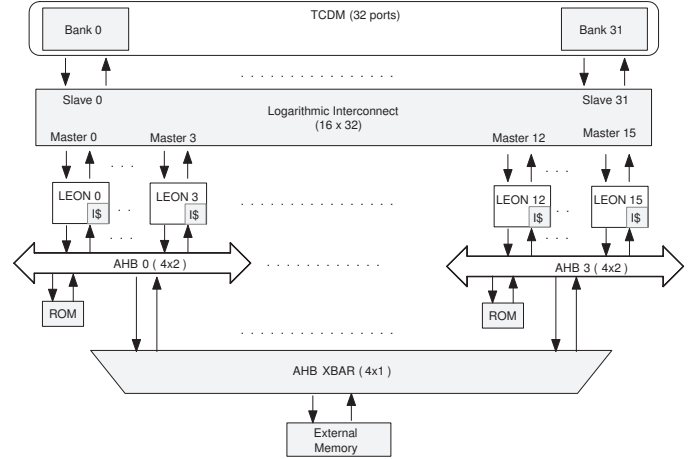 TCDM (32 ports)
Bank 0
Bank 31
Slave 0
Slave 31
Logarithmic Interconnect
(16 x 32)
Master 0
Master 3
Master 12
Master 15
LEON 0
I$
LEON 3
I$
LEON 12
I$
LEON 15
I$
AHB 0 ( 4x2 )
AHB 3 ( 4x2 )
ROM
ROM
AHB XBAR ( 4x1 )
External
Memory